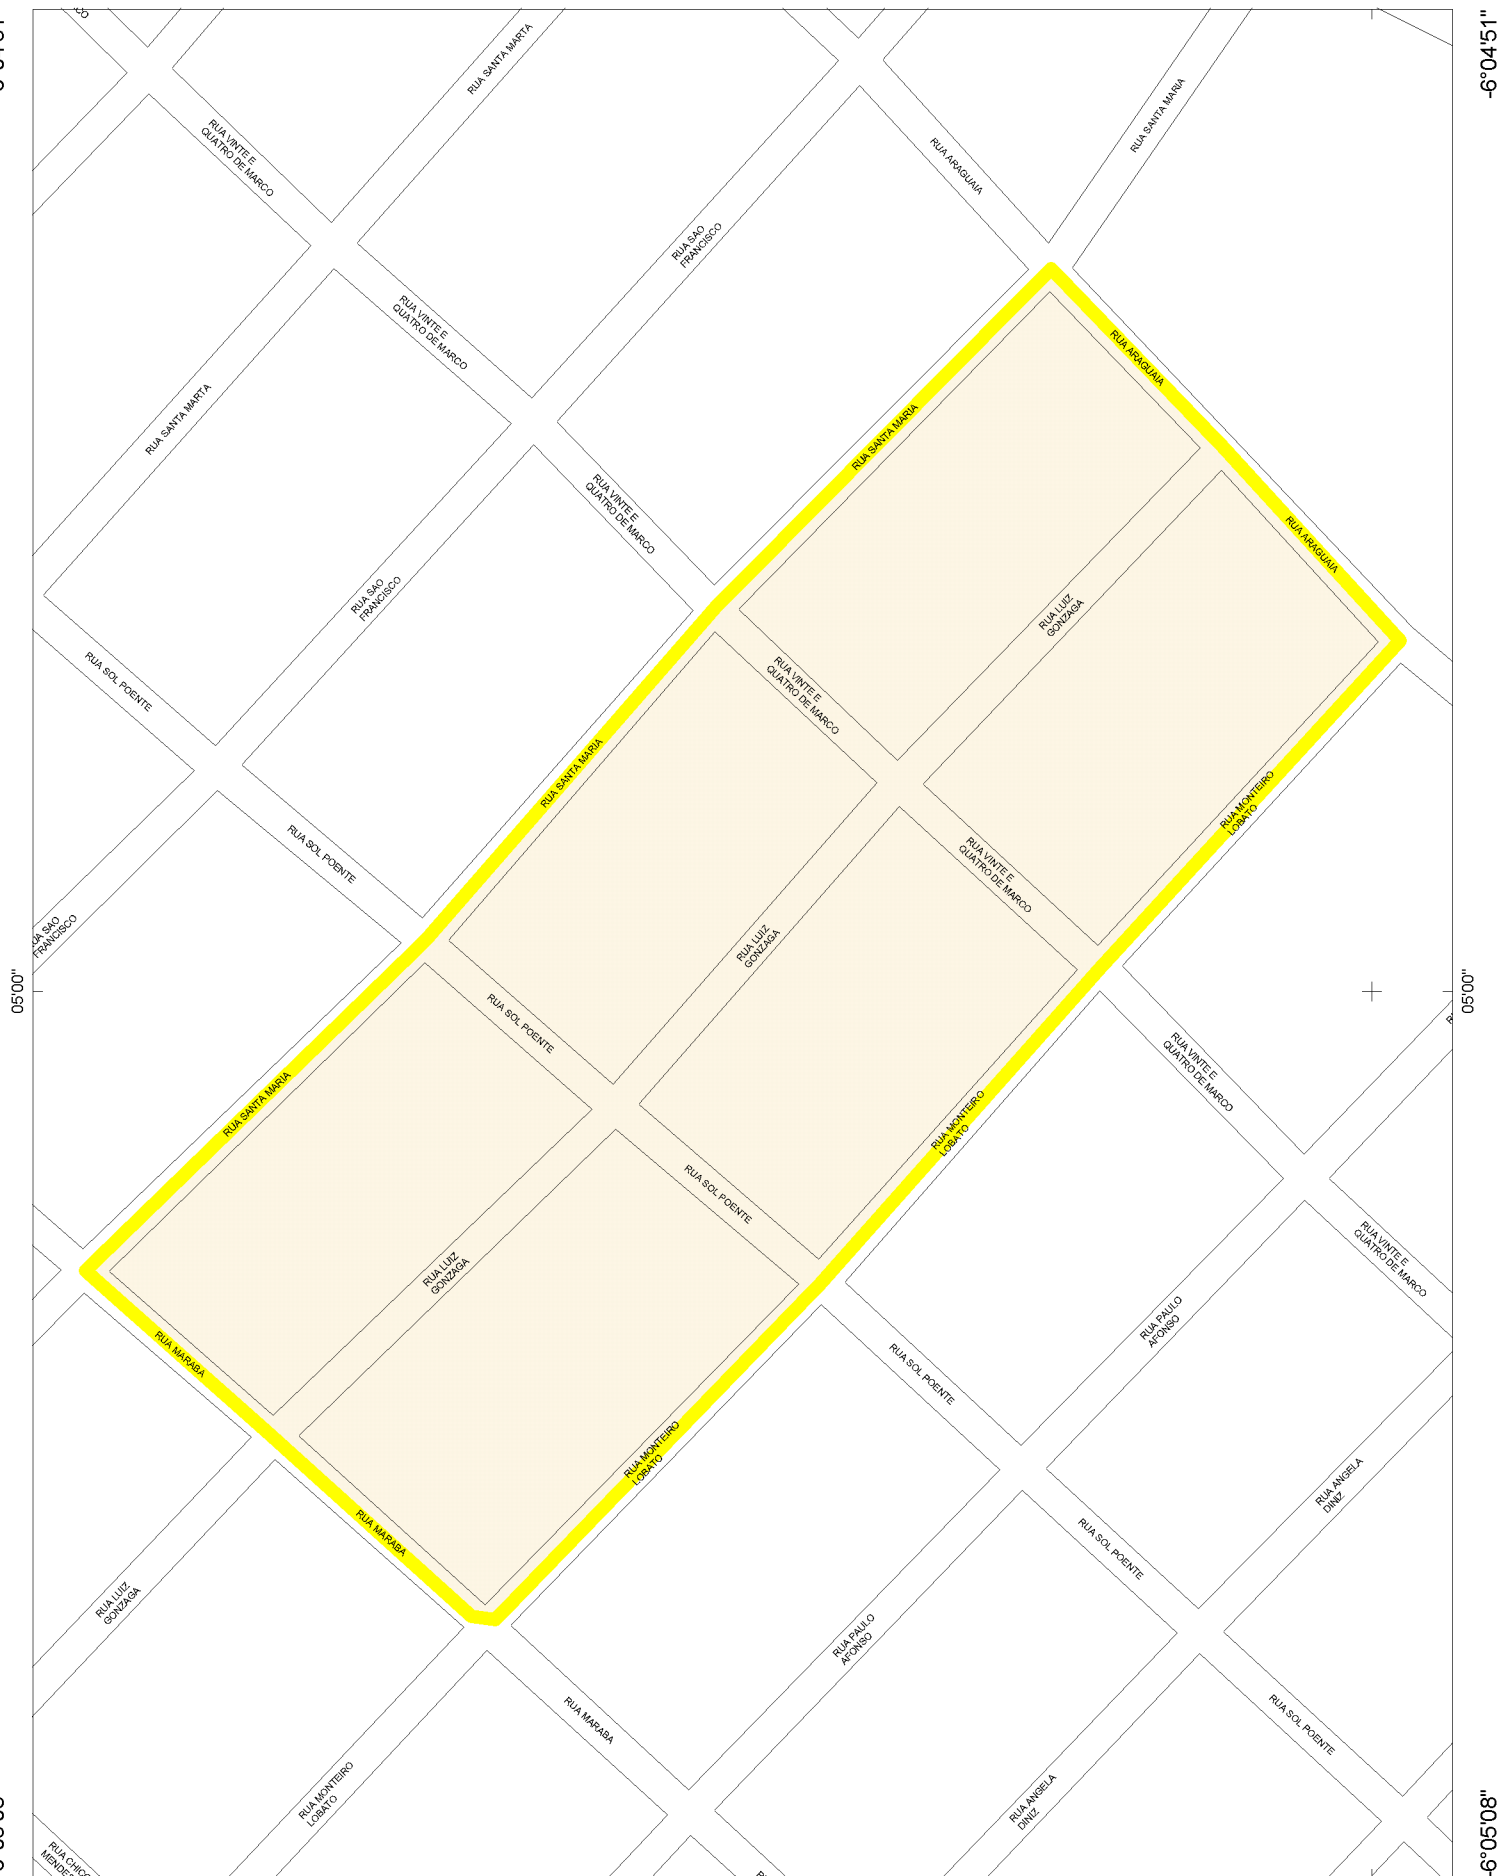 -6°04'51"
RUA SANTA MARTA
RUA SANTA MARIA
RUA VINTE E
QUATRO DE MARCO
RUA ARAGUAIA
RUA SAO
FRANCISCO
RUA VINTE E
QUATRO DE MARCO
RUA ARAGUAIA
RUA SANTA MARTA
RUA SANTA MARIA
RUA VINTE E
QUATRO DE MARCO
RUA ARAGUAIA
RUA SAO
FRANCISCO
RUA LUIZ
GONZAGA
RUA SOL POENTE
RUA VINTE E
QUATRO DE MARCO
RUA SANTA MARIA
RUA MONTEIRO
LOBATO
RUA SOL POENTE
RUA VINTE E
QUATRO DE MARCO
FRANCISCO
RUA LUIZ
GONZAGA
05'00"
05'00"
RUA SOL POENTE
RUA VINTE E
QUATRO DE MARCO
RUA SANTA MARIA
RUA MONTEIRO
LOBATO
RUA SOL POENTE
RUA LUIZ
GONZAGA
RUA VINTE E
QUATRO DE MARCO
RUA PAULO
AFONSO
RUA MARABA
RUA SOL POENTE
RUA MONTEIRO
LOBATO
RUA ANGELA
DINIZ
RUA MARABA
RUA SOL POENTE
RUA LUIZ
GONZAGA
RUA PAULO
AFONSO
RUA MARABA
RUA SOL POENTE
RUA MONTEIRO
LOBATO
RUA ANGELA
DINIZ
-6°05'08"